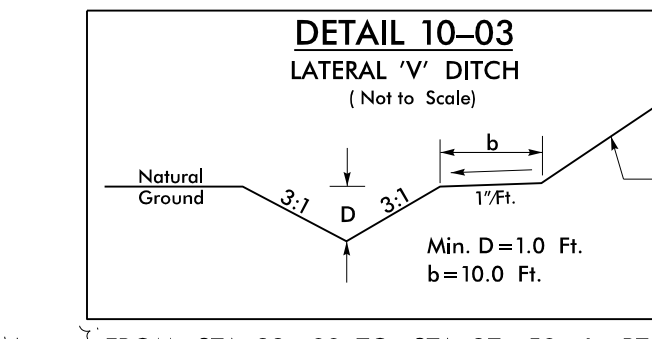 DETAIL 10–03
LATERAL 'V' DITCH
( Not to Scale)
b
Natural
Ground
3:1
D
3:1
1"/Ft.
Min. D=1.0 Ft.
b=10.0 Ft.